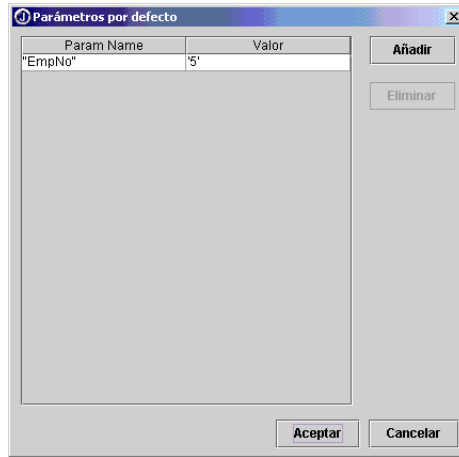 Parámetros por defecto
Param Name Valor
"EmpNo" '5'
Añadir
Eliminar
Aceptar Cancelar